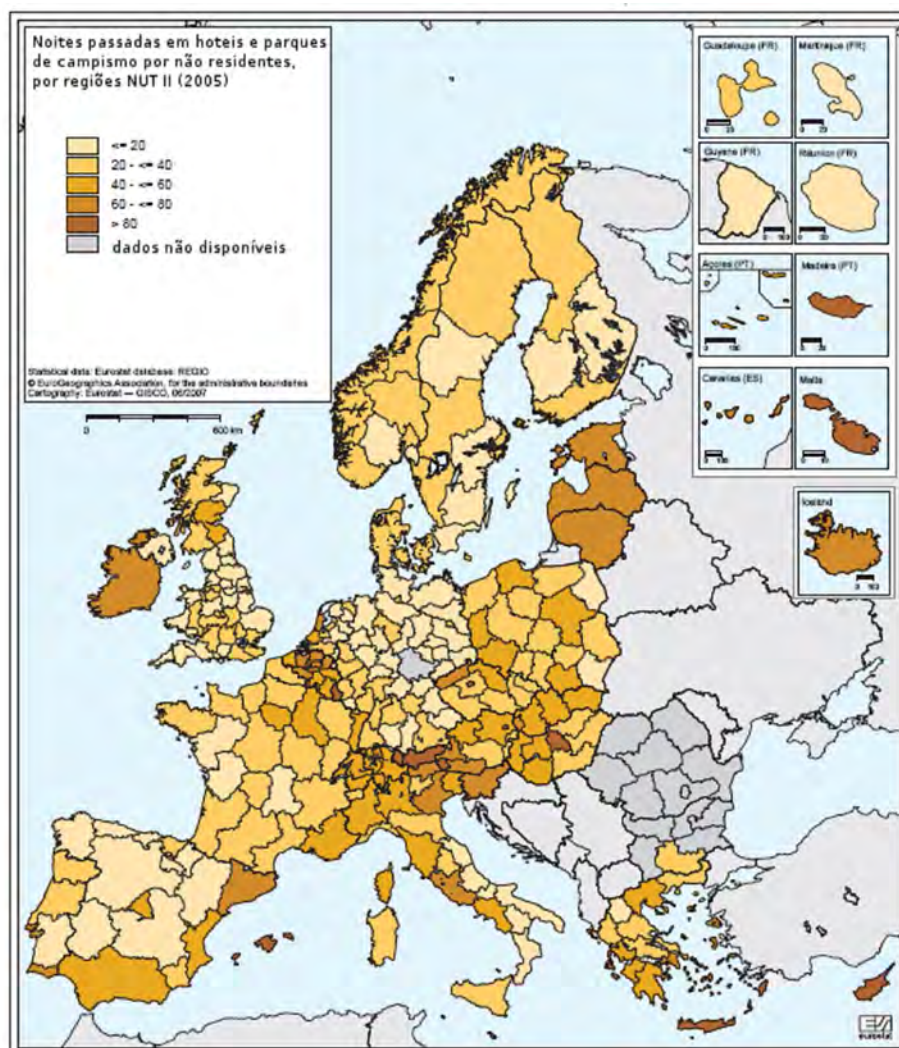 Noites passadas em hoteis e parques
de campismo por não residentes,
por regiões NUT II (2005)
<= 20
20 - <= 40
40 - <= 60
60 - <= 80
> 80
dados não disponíveis
Statistical data: Eurostat database: REGIO
© EuroGeographics Association, for the administrative boundaries
Cartography: Eurostat — GISCO, 06/2007
0 600 km
Guadeloupe (FR)
Martinique (FR)
Guyane (FR)
Réunion (FR)
Açores (PT)
Madeira (PT)
Canarias (ES)
Malta
Iceland
eurostat